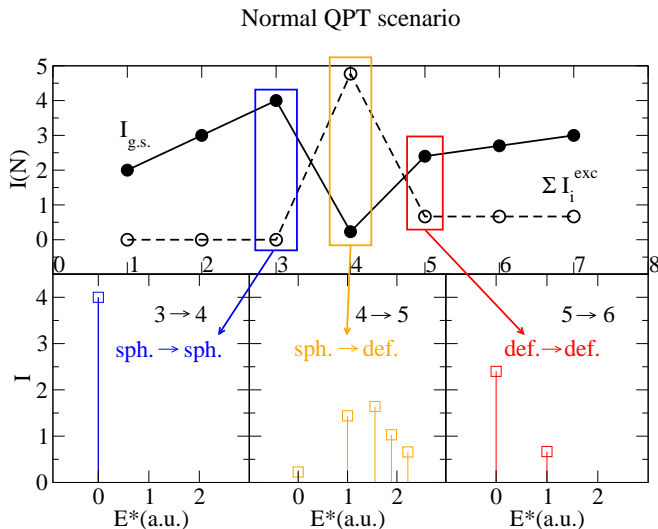 Normal QPT scenario
5
4
3
2
1
0
I(N)
I g.s.
Σ I i exc
0 1 2 3 4 5 6 7 8
4
3
2
1
0
I
3 → 4
sph. → sph.
4 → 5
sph. → def.
5 → 6
def. → def.
0 1 2 0 1 2 0 1 2 3
E*(a.u.) E*(a.u.) E*(a.u.)